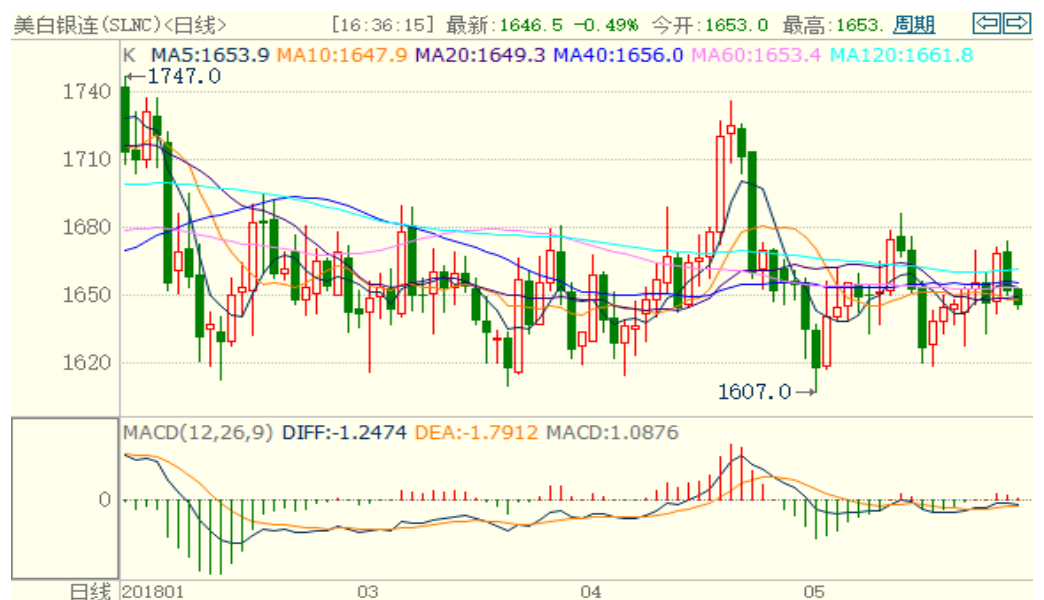 美白银连(SLNC)<日线> [16:36:15] 最新:1646.5 -0.49% 今开:1653.0 最高:1653. 周期
K MA5:1653.9 MA10:1647.9 MA20:1649.3 MA40:1656.0 MA60:1653.4 MA120:1661.8
←1747.0
1740
1710
1680
1650
1620
1607.0→
MACD(12,26,9) DIFF:-1.2474 DEA:-1.7912 MACD:1.0876
0
日线 201801 03 04 05